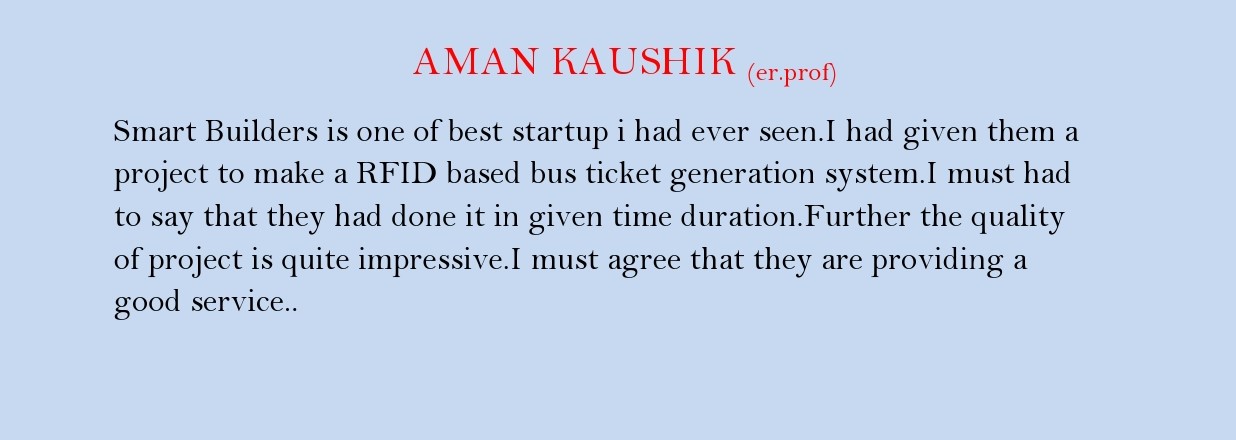 AMAN KAUSHIK (er.prof)
Smart Builders is one of best startup i had ever seen.I had given them a
project to make a RFID based bus ticket generation system.I must had
to say that they had done it in given time duration.Further the quality
of project is quite impressive.I must agree that they are providing a
good service..